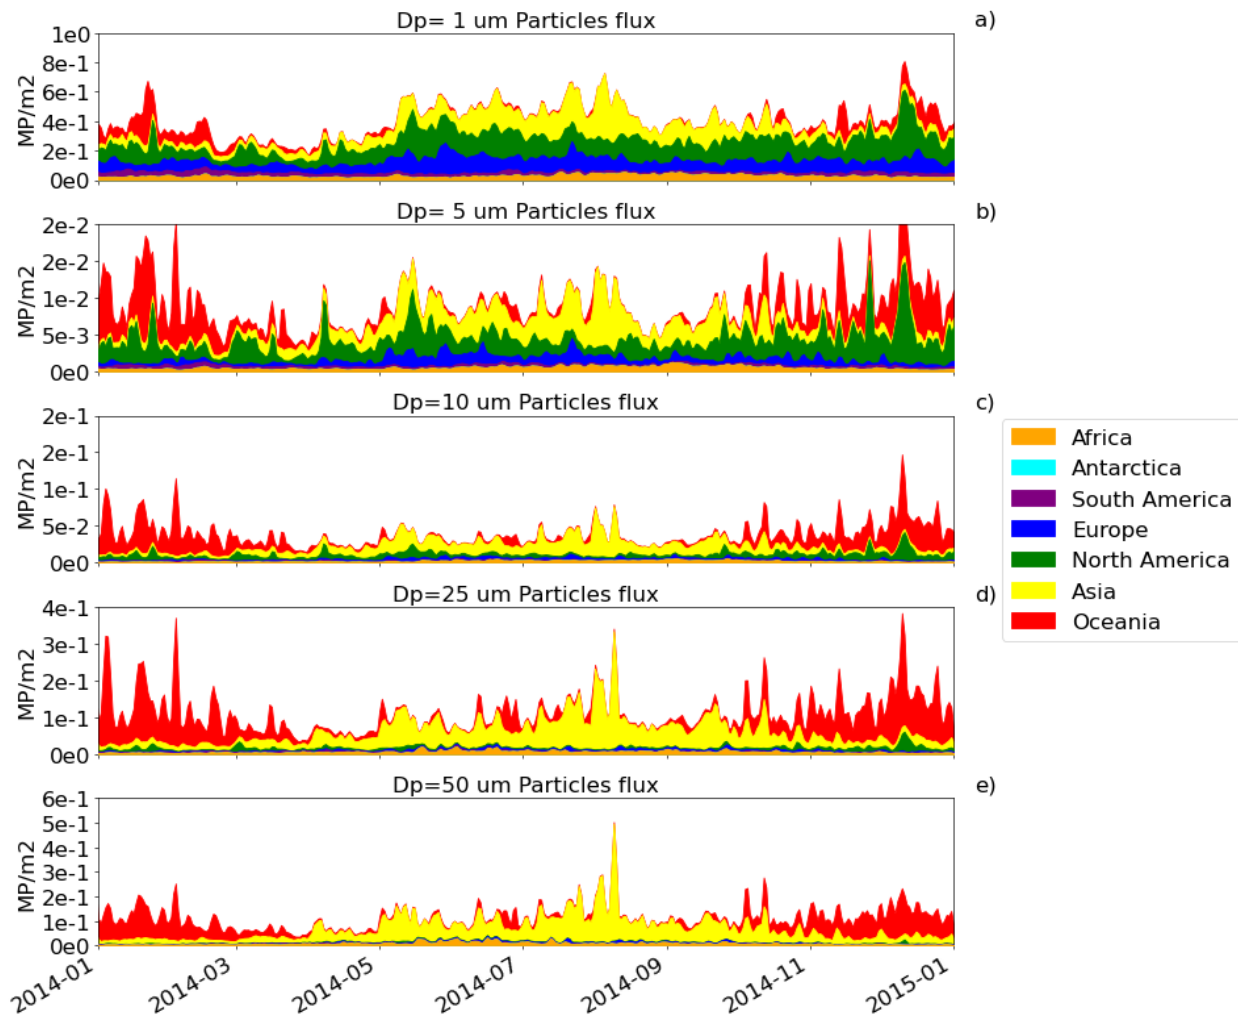 Dp= 1 um Particles flux
a)
1e0
8e-1
6e-1
4e-1
2e-1
0e0
MP/m2
Dp= 5 um Particles flux
b)
2e-2
2e-2
1e-2
5e-3
0e0
MP/m2
Dp=10 um Particles flux
c)
2e-1
2e-1
1e-1
5e-2
0e0
MP/m2
Africa
Antarctica
South America
Europe
North America
Asia
Oceania
Dp=25 um Particles flux
d)
4e-1
3e-1
2e-1
1e-1
0e0
MP/m2
Dp=50 um Particles flux
e)
6e-1
5e-1
4e-1
3e-1
2e-1
1e-1
0e0
MP/m2
2014-01
2014-03
2014-05
2014-07
2014-09
2014-11
2015-01